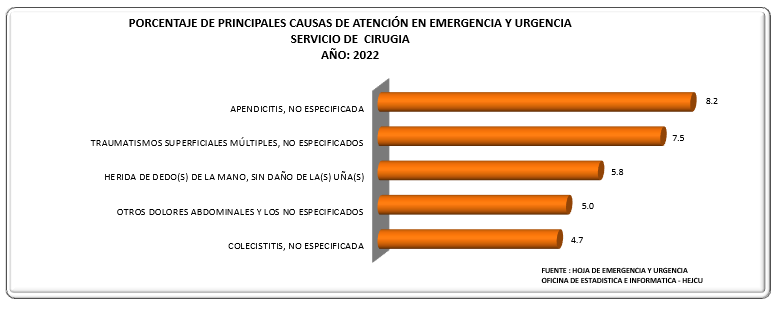 PORCENTAJE DE PRINCIPALES CAUSAS DE ATENCIÓN EN EMERGENCIA Y URGENCIA
SERVICIO DE CIRUGIA
AÑO: 2022
APENDICITIS, NO ESPECIFICADA 8.2
TRAUMATISMOS SUPERFICIALES MÚLTIPLES, NO ESPECIFICADOS 7.5
HERIDA DE DEDO(S) DE LA MANO, SIN DAÑO DE LA(S) UÑA(S) 5.8
OTROS DOLORES ABDOMINALES Y LOS NO ESPECIFICADOS 5.0
COLECISTITIS, NO ESPECIFICADA 4.7
FUENTE : HOJA DE EMERGENCIA Y URGENCIA
OFICINA DE ESTADISTICA E INFORMATICA - HEJCU